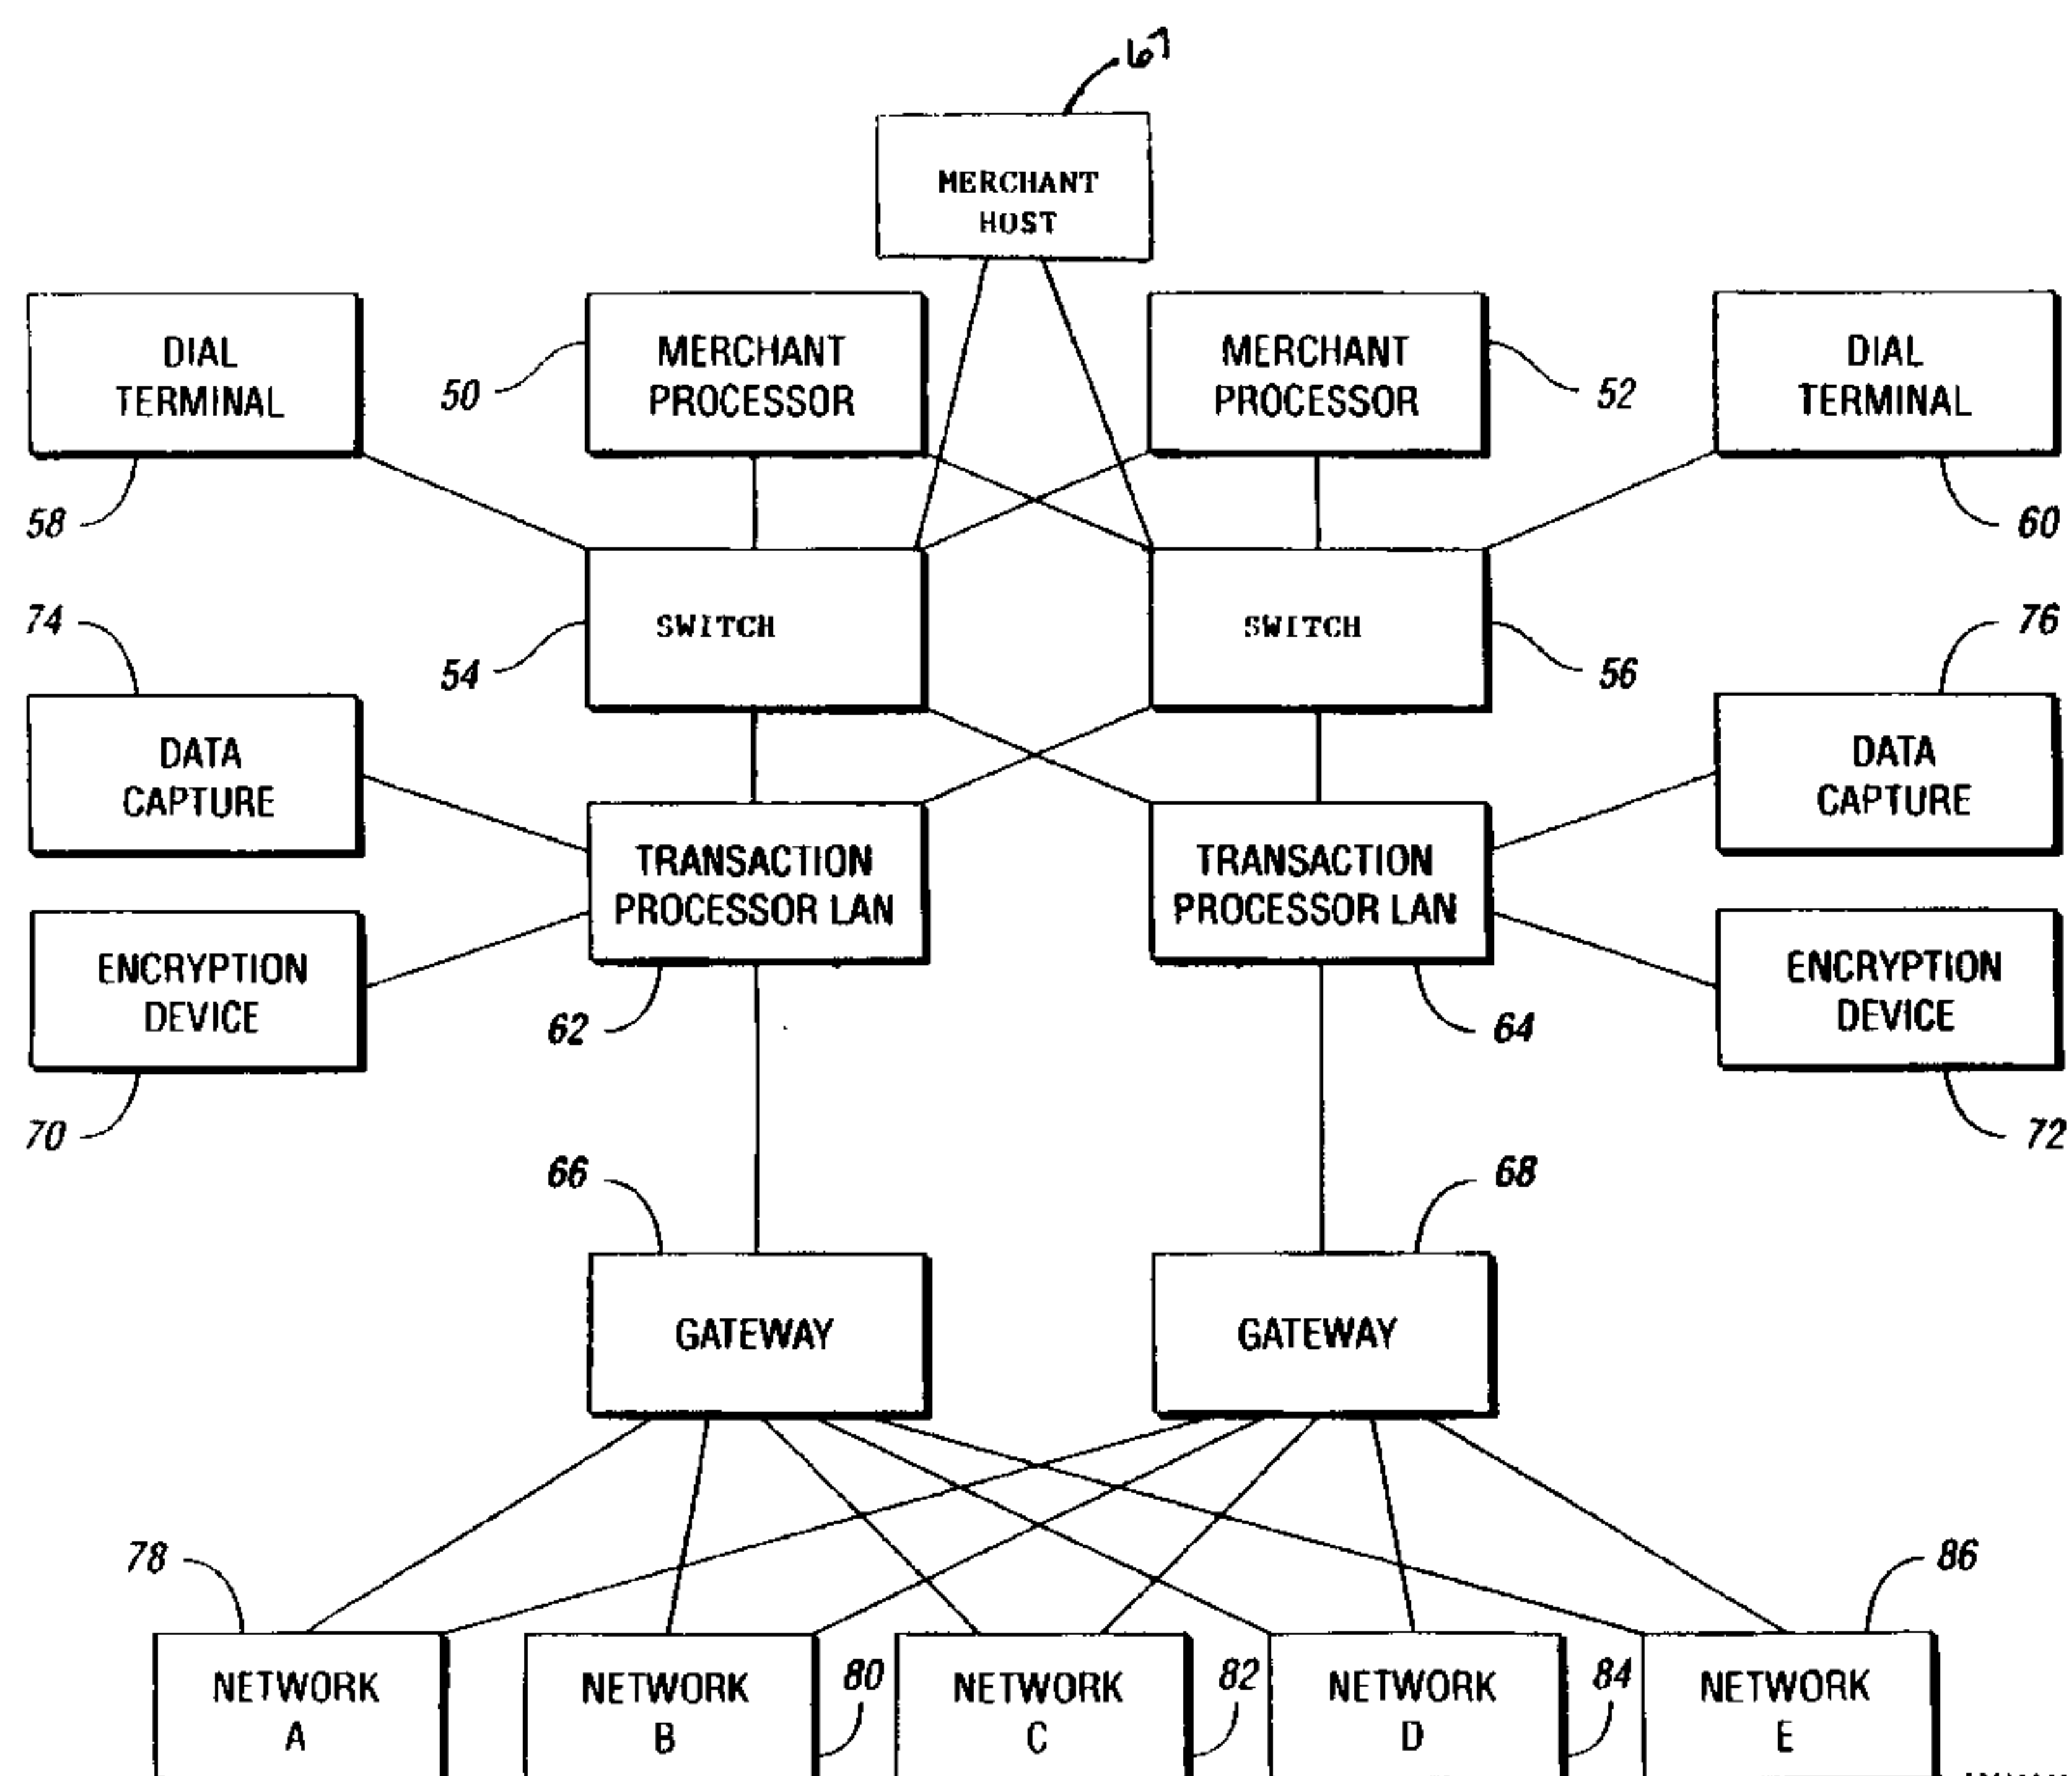 67
MERCHANT
HOST
DIAL
TERMINAL
50
MERCHANT
PROCESSOR
MERCHANT
PROCESSOR
52
DIAL
TERMINAL
58
60
74
54
SWITCH
SWITCH
56
76
DATA
CAPTURE
TRANSACTION
PROCESSOR LAN
TRANSACTION
PROCESSOR LAN
DATA
CAPTURE
ENCRYPTION
DEVICE
62
64
ENCRYPTION
DEVICE
70
72
66
68
GATEWAY
GATEWAY
78
86
NETWORK
A
NETWORK
B
80
NETWORK
C
82
NETWORK
D
84
NETWORK
E